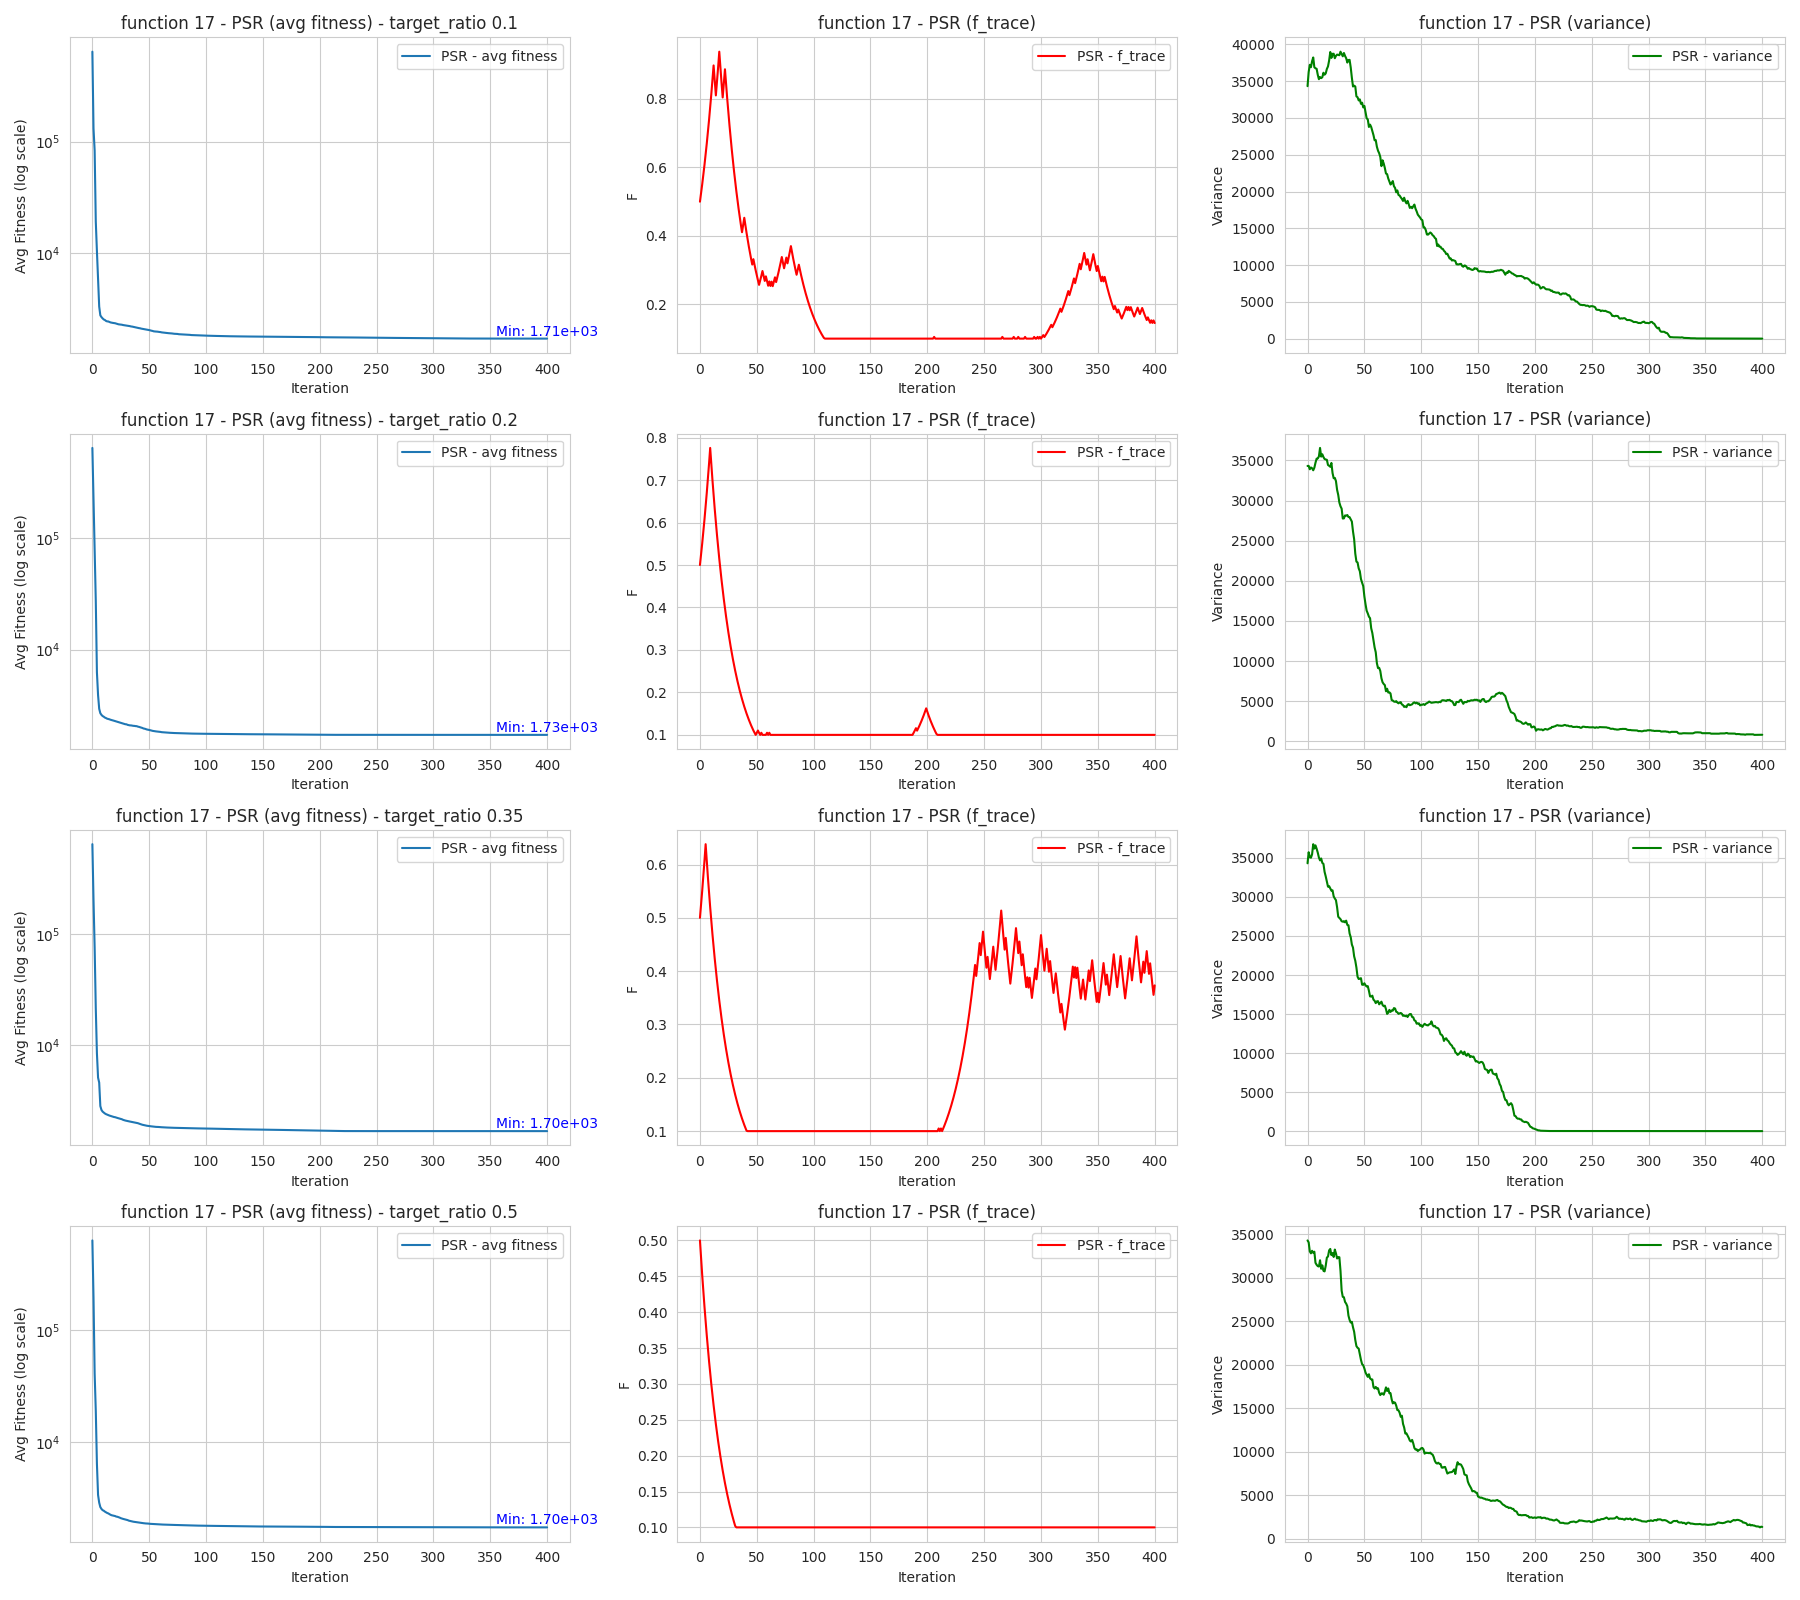 function 17 - PSR (avg fitness) - target_ratio 0.1
PSR - avg fitness
Avg Fitness (log scale)
10^5
10^4
Min: 1.71e+03
0 50 100 150 200 250 300 350 400
Iteration
function 17 - PSR (f_trace)
PSR - f_trace
F
0.8
0.6
0.4
0.2
0 50 100 150 200 250 300 350 400
Iteration
function 17 - PSR (variance)
PSR - variance
Variance
40000
35000
30000
25000
20000
15000
10000
5000
0
0 50 100 150 200 250 300 350 400
Iteration
function 17 - PSR (avg fitness) - target_ratio 0.2
PSR - avg fitness
Avg Fitness (log scale)
10^5
10^4
Min: 1.73e+03
0 50 100 150 200 250 300 350 400
Iteration
function 17 - PSR (f_trace)
PSR - f_trace
F
0.8
0.7
0.6
0.5
0.4
0.3
0.2
0.1
0 50 100 150 200 250 300 350 400
Iteration
function 17 - PSR (variance)
PSR - variance
Variance
35000
30000
25000
20000
15000
10000
5000
0
0 50 100 150 200 250 300 350 400
Iteration
function 17 - PSR (avg fitness) - target_ratio 0.35
PSR - avg fitness
Avg Fitness (log scale)
10^5
10^4
Min: 1.70e+03
0 50 100 150 200 250 300 350 400
Iteration
function 17 - PSR (f_trace)
PSR - f_trace
F
0.6
0.5
0.4
0.3
0.2
0.1
0 50 100 150 200 250 300 350 400
Iteration
function 17 - PSR (variance)
PSR - variance
Variance
35000
30000
25000
20000
15000
10000
5000
0
0 50 100 150 200 250 300 350 400
Iteration
function 17 - PSR (avg fitness) - target_ratio 0.5
PSR - avg fitness
Avg Fitness (log scale)
10^5
10^4
Min: 1.70e+03
0 50 100 150 200 250 300 350 400
Iteration
function 17 - PSR (f_trace)
PSR - f_trace
F
0.50
0.45
0.40
0.35
0.30
0.25
0.20
0.15
0.10
0 50 100 150 200 250 300 350 400
Iteration
function 17 - PSR (variance)
PSR - variance
Variance
35000
30000
25000
20000
15000
10000
5000
0
0 50 100 150 200 250 300 350 400
Iteration